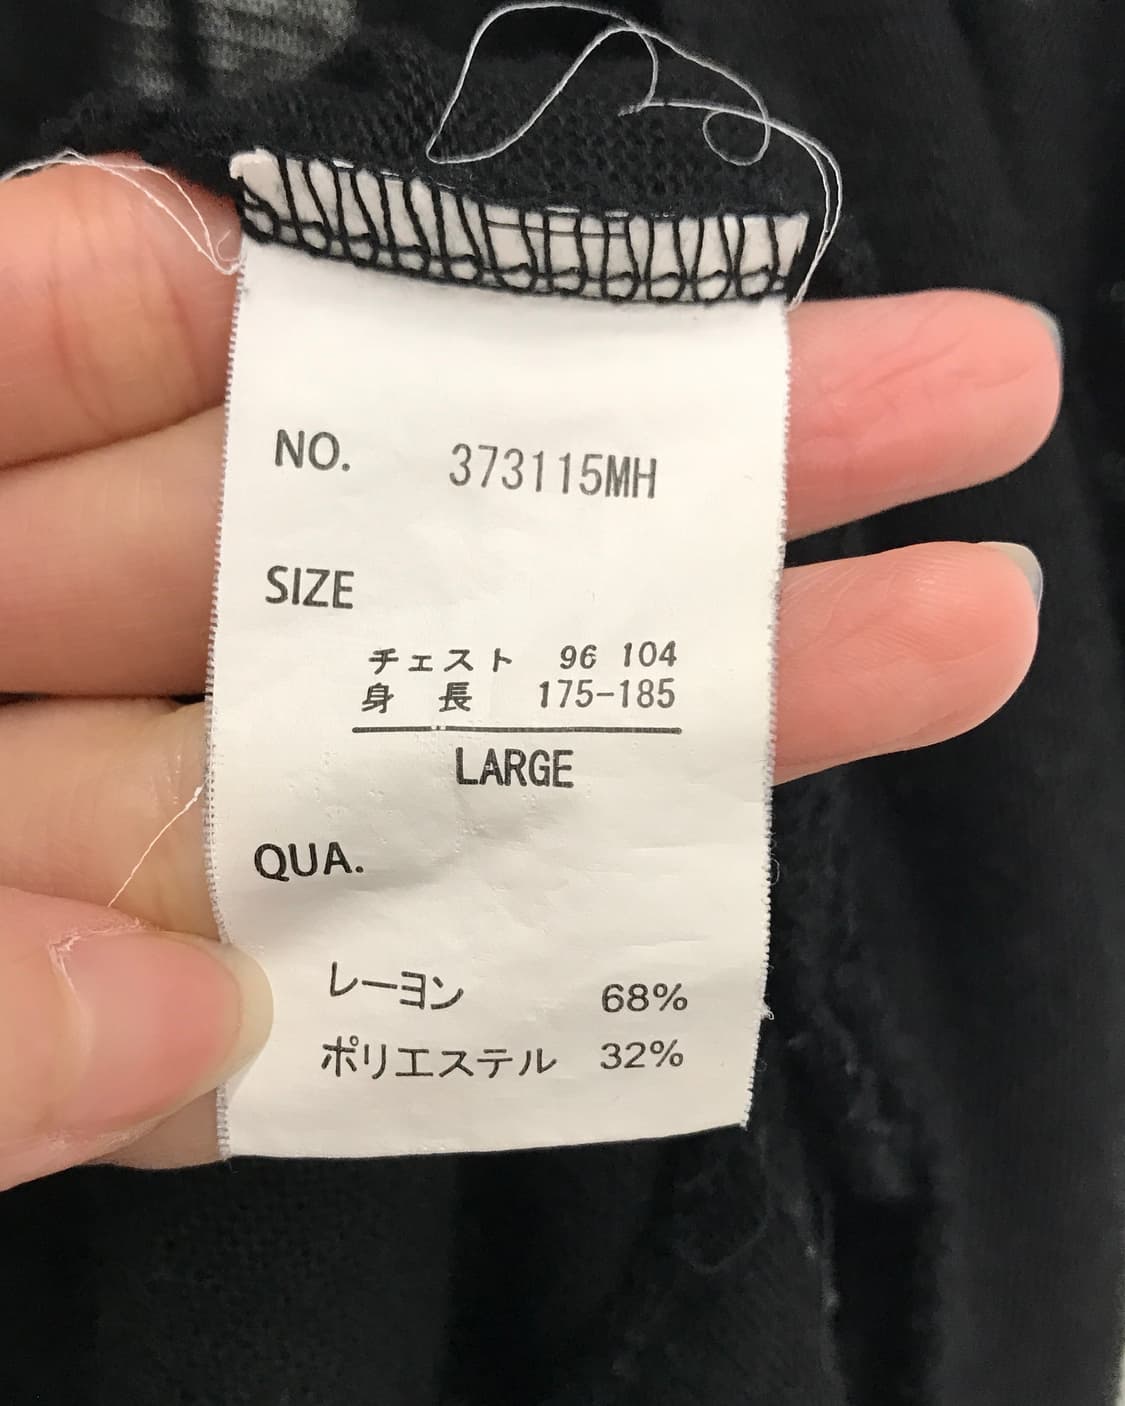 NO. 373115MH
SIZE
チェスト 96 104
身 長 175-185
LARGE
QUA.
レーヨン 68%
ポリエステル 32%